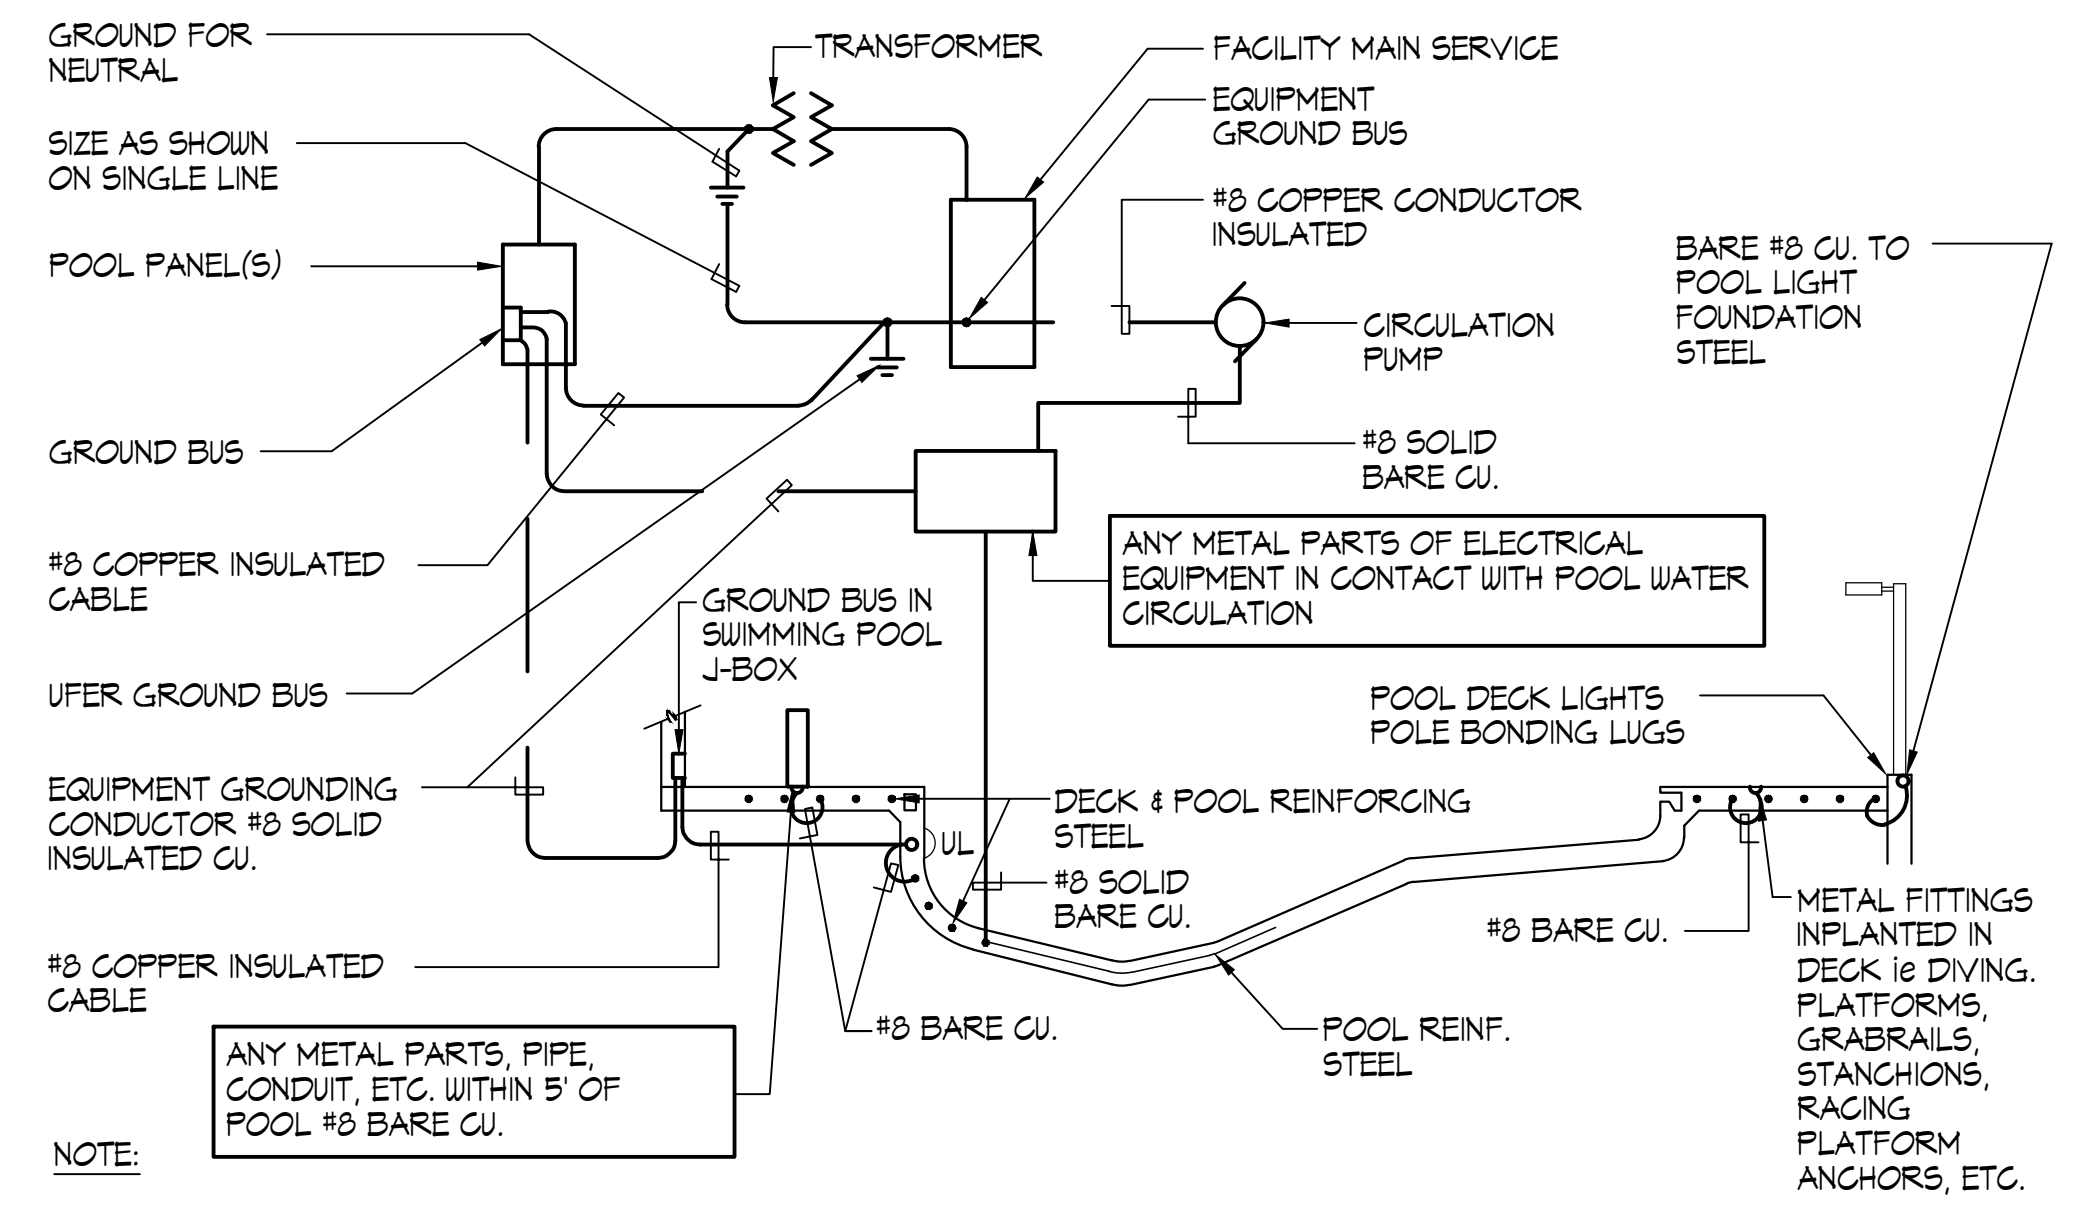 GROUND FOR
NEUTRAL
TRANSFORMER
FACILITY MAIN SERVICE
EQUIPMENT
GROUND BUS
SIZE AS SHOWN
ON SINGLE LINE
#8 COPPER CONDUCTOR
INSULATED
POOL PANEL(S)
BARE #8 CU. TO
POOL LIGHT
FOUNDATION
STEEL
CIRCULATION
PUMP
GROUND BUS
#8 SOLID
BARE CU.
#8 COPPER INSULATED
CABLE
ANY METAL PARTS OF ELECTRICAL
EQUIPMENT IN CONTACT WITH POOL WATER
CIRCULATION
GROUND BUS IN
SWIMMING POOL
J-BOX
UFER GROUND BUS
POOL DECK LIGHTS
POLE BONDING LUGS
EQUIPMENT GROUNDING
CONDUCTOR #8 SOLID
INSULATED CU.
DECK & POOL REINFORCING
STEEL
UL
#8 SOLID
BARE CU.
#8 BARE CU.
METAL FITTINGS
INPLANTED IN
DECK ie DIVING.
PLATFORMS,
GRABRAILS,
STANCHIONS,
RACING
PLATFORM
ANCHORS, ETC.
#8 COPPER INSULATED
CABLE
#8 BARE CU.
POOL REINF.
STEEL
ANY METAL PARTS, PIPE,
CONDUIT, ETC. WITHIN 5' OF
POOL #8 BARE CU.
NOTE: